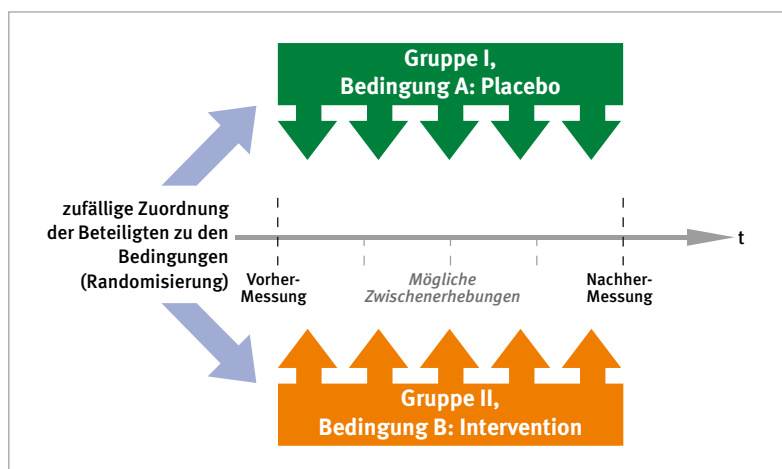 Gruppe I,
Bedingung A: Placebo
zufällige Zuordnung
der Beteiligten zu den
Bedingungen
(Randomisierung)
t
Vorher-
Messung
Mögliche
Zwischenerhebungen
Nachher-
Messung
Gruppe II,
Bedingung B: Intervention